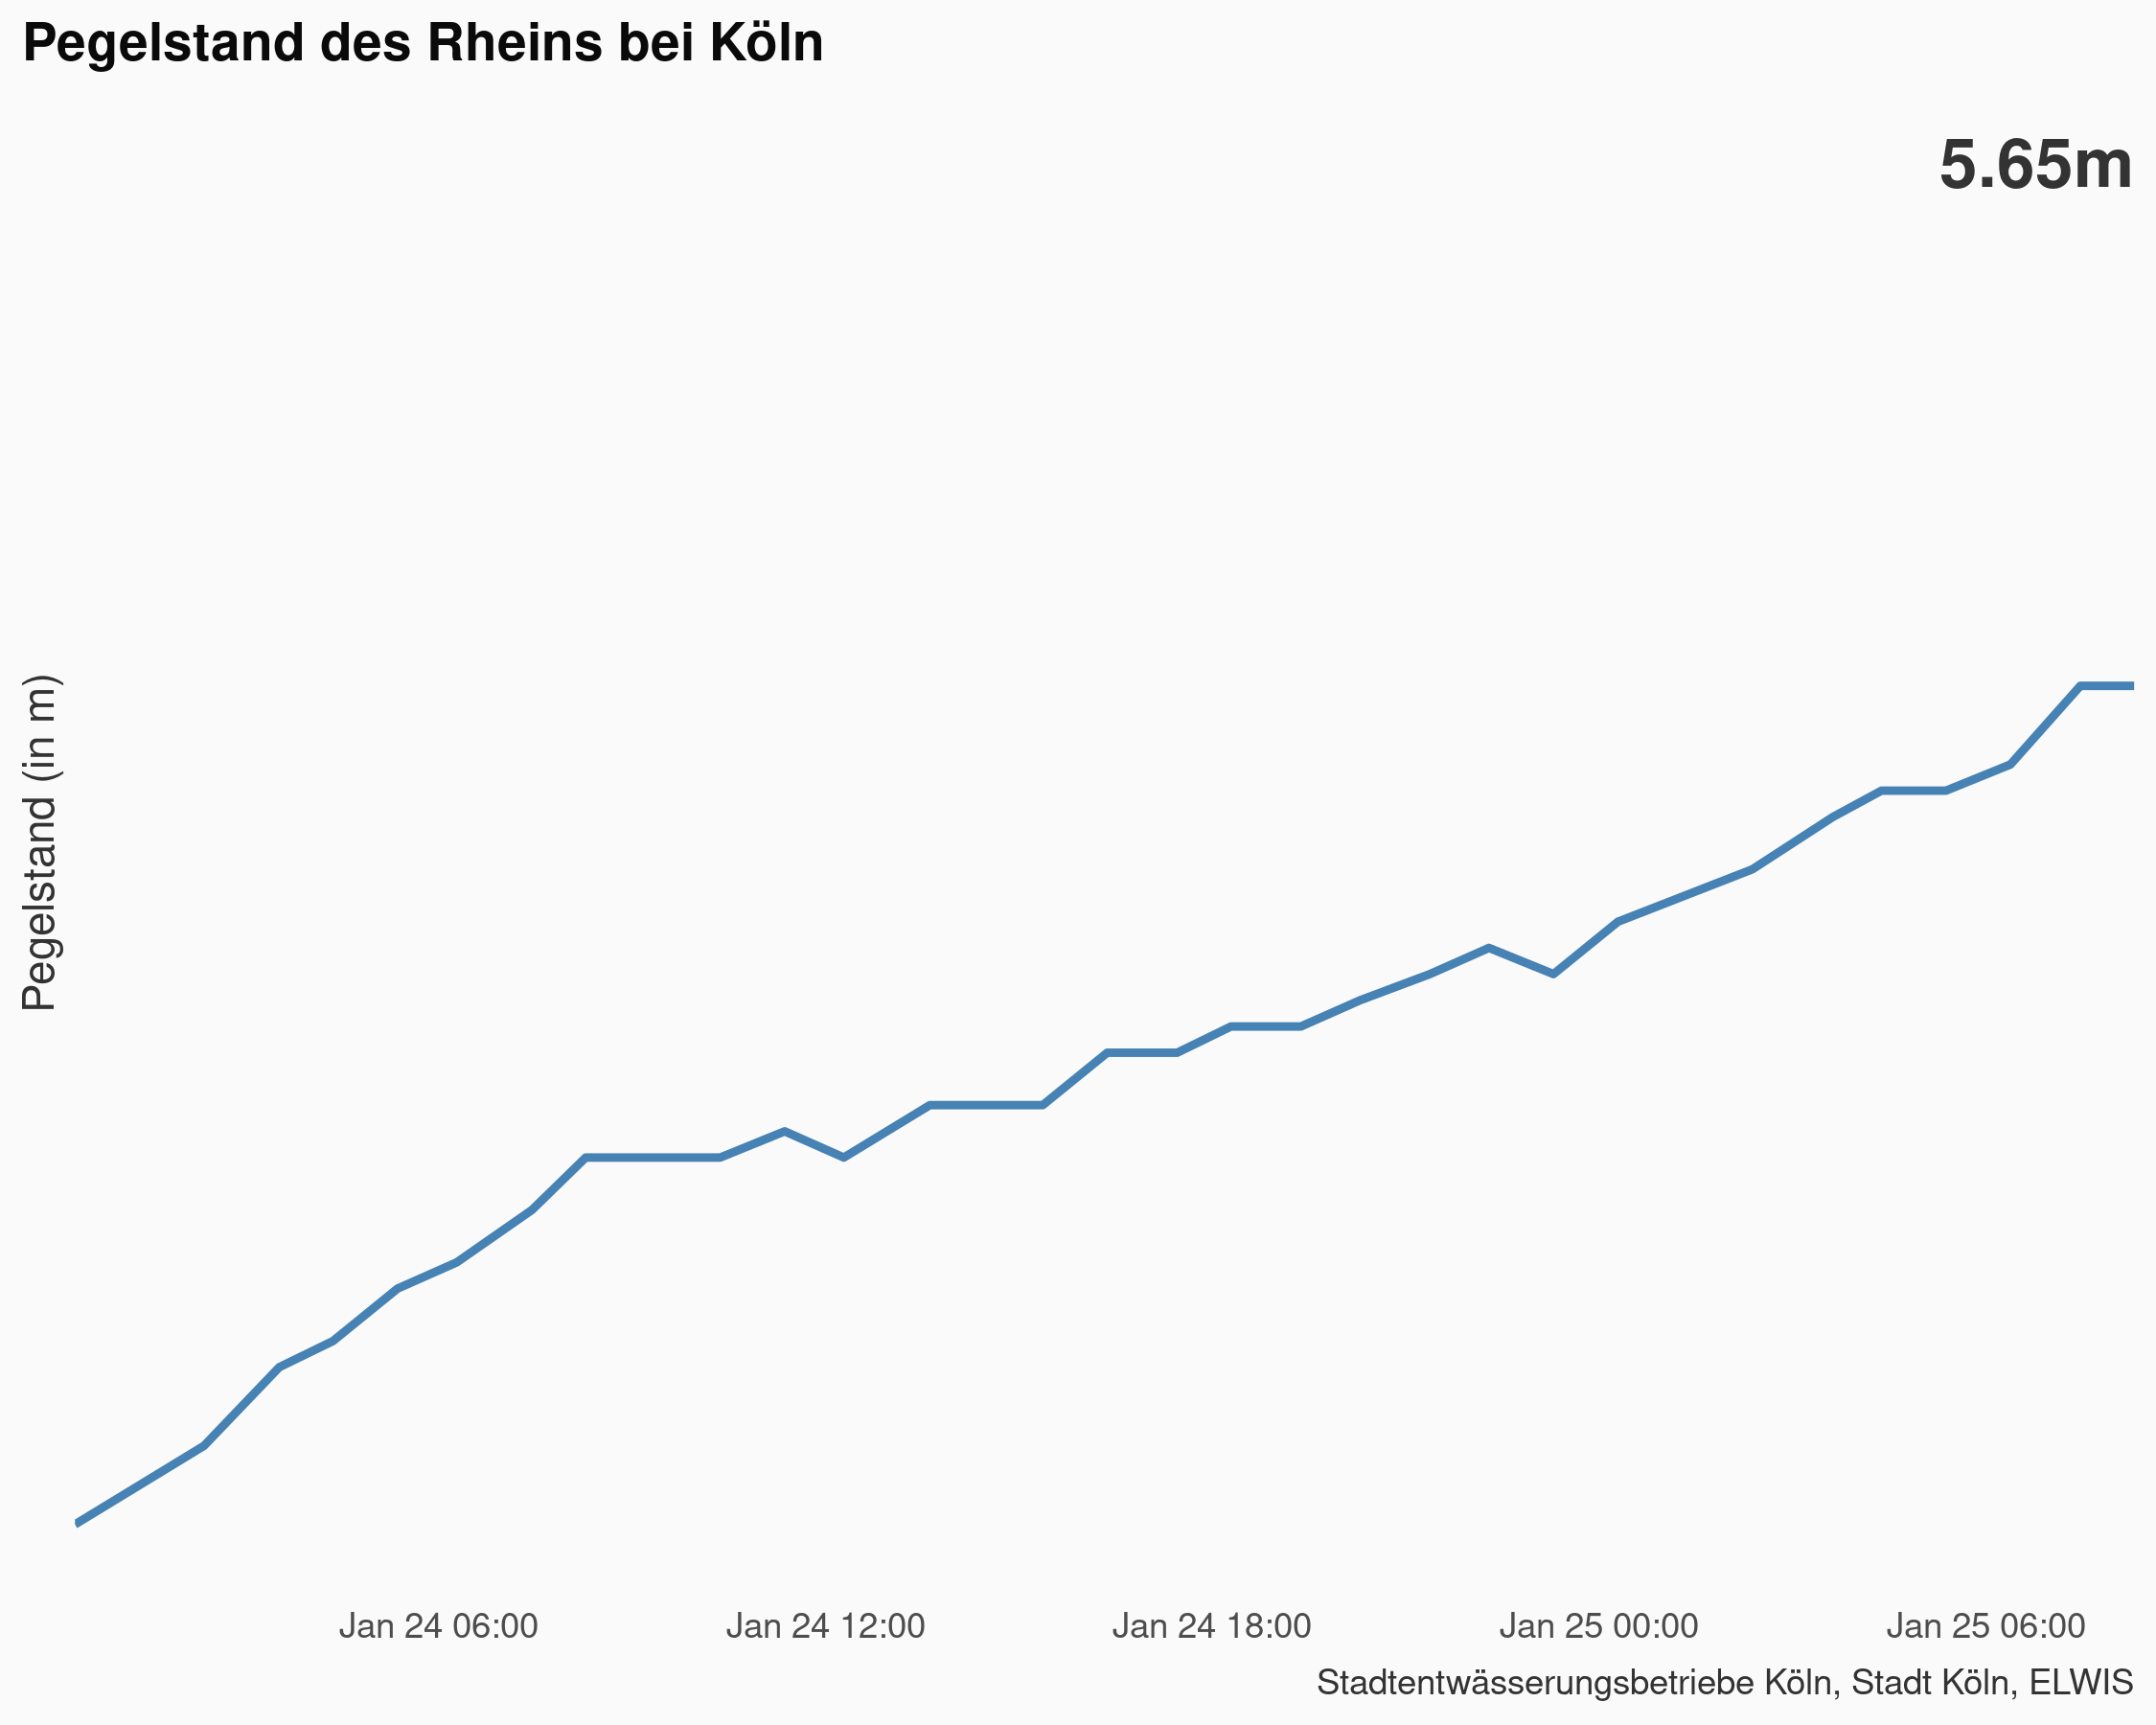 Pegelstand des Rheins bei Köln
5.65m
Pegelstand (in m)
Jan 24 06:00
Jan 24 12:00
Jan 24 18:00
Jan 25 00:00
Jan 25 06:00
Stadtentwässerungsbetriebe Köln, Stadt Köln, ELWIS